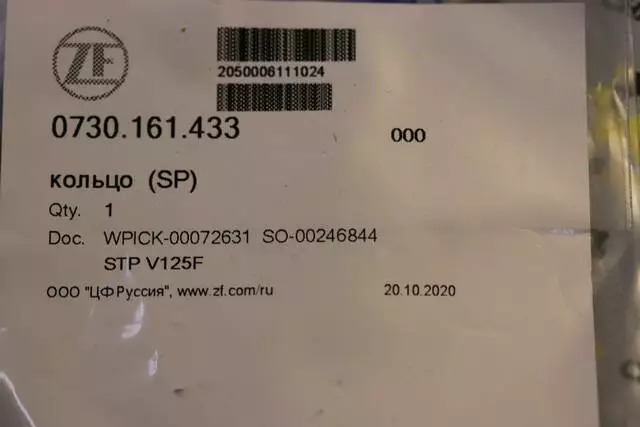 ZF
2050006111024
0730.161.433 000
кольцо (SP)
Qty. 1
Doc. WPICK-00072631 SO-00246844
STP V125F
ООО "ЦФ Руссия", www.zf.com/ru 20.10.2020